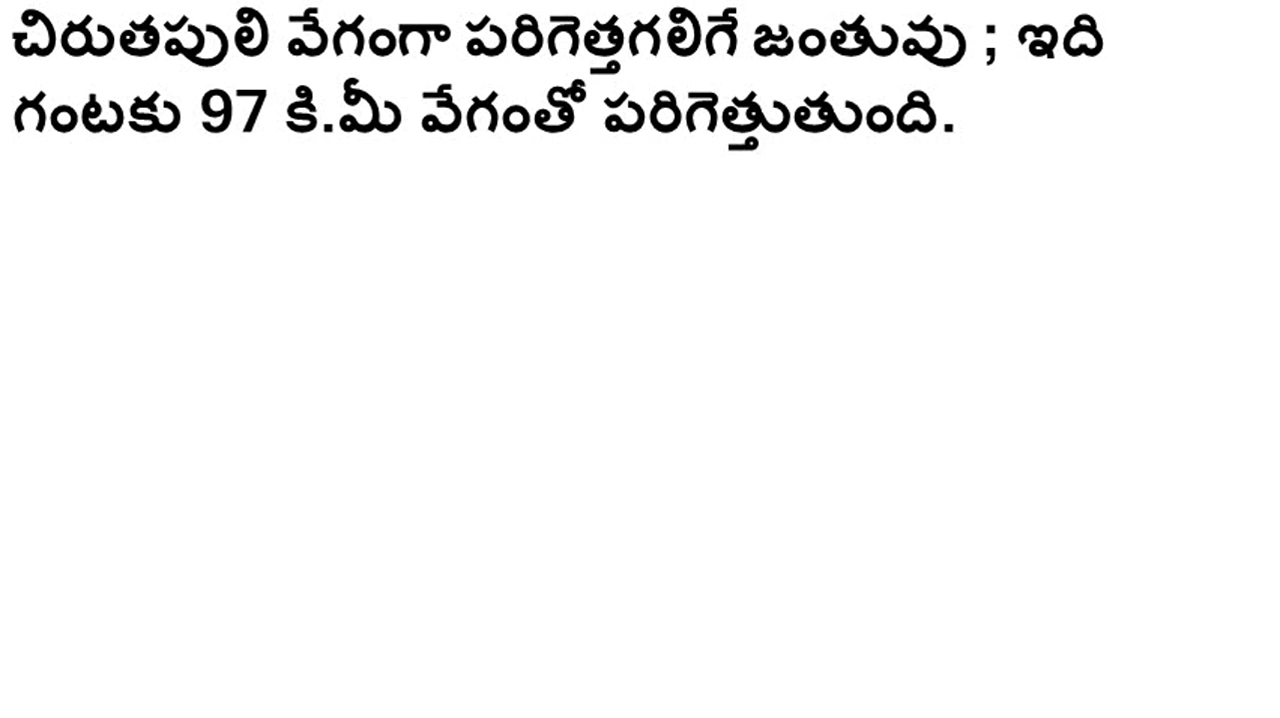 చిరుతపులి వేగంగా పరిగెత్తగలిగే జంతువు ; ఇది
గంటకు 97 కి.మీ వేగంతో పరిగెత్తుతుంది.